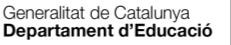 Generalitat de Catalunya
Departament d'Educació